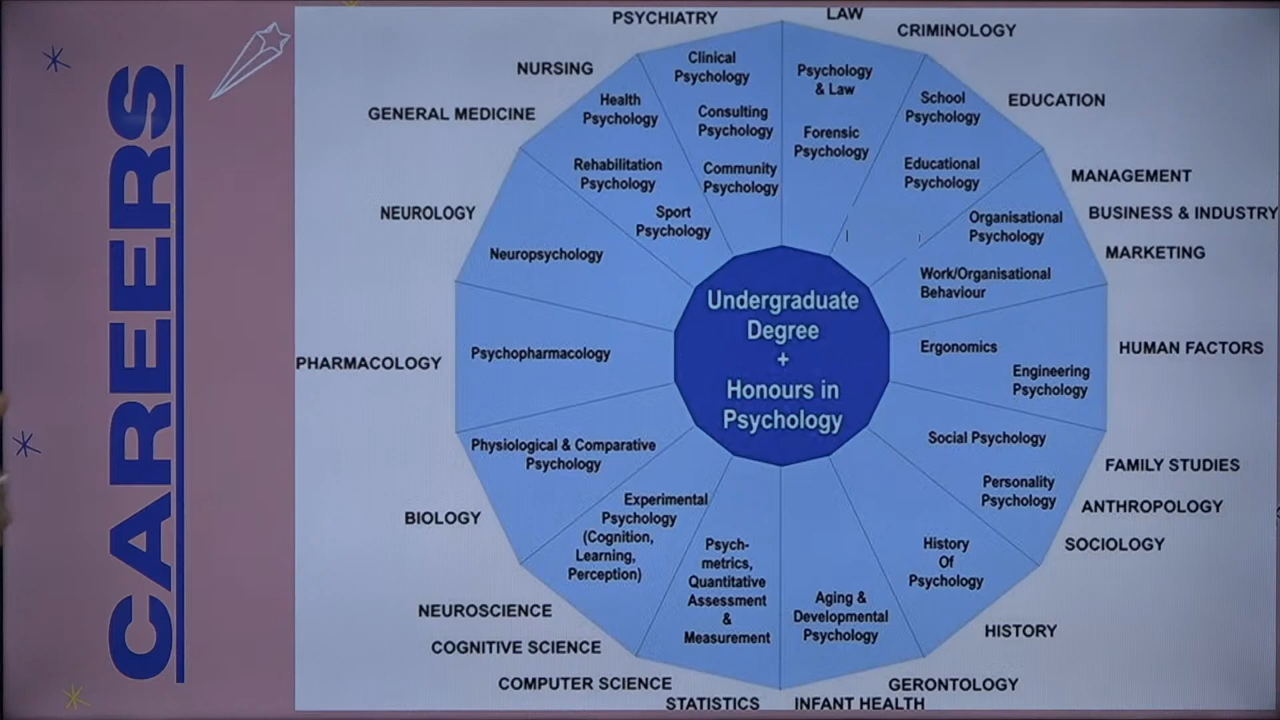 CAREERS
PSYCHIATRY
LAW
CRIMINOLOGY
NURSING
EDUCATION
GENERAL MEDICINE
MANAGEMENT
NEUROLOGY
BUSINESS & INDUSTRY
MARKETING
PHARMACOLOGY
HUMAN FACTORS
FAMILY STUDIES
BIOLOGY
ANTHROPOLOGY
SOCIOLOGY
NEUROSCIENCE
HISTORY
COGNITIVE SCIENCE
COMPUTER SCIENCE
GERONTOLOGY
STATISTICS
INFANT HEALTH
Clinical
Psychology
Consulting
Psychology
Community
Psychology
Psychology
& Law
Forensic
Psychology
School
Psychology
Educational
Psychology
Organisational
Psychology
Work/Organisational
Behaviour
Ergonomics
Engineering
Psychology
Social Psychology
Personality
Psychology
History
Of
Psychology
Aging &
Developmental
Psychology
Psych-
metrics,
Quantitative
Assessment
&
Measurement
Experimental
Psychology
(Cognition,
Learning,
Perception)
Physiological & Comparative
Psychology
Psychopharmacology
Neuropsychology
Health
Psychology
Rehabilitation
Psychology
Sport
Psychology
Undergraduate
Degree
+
Honours in
Psychology